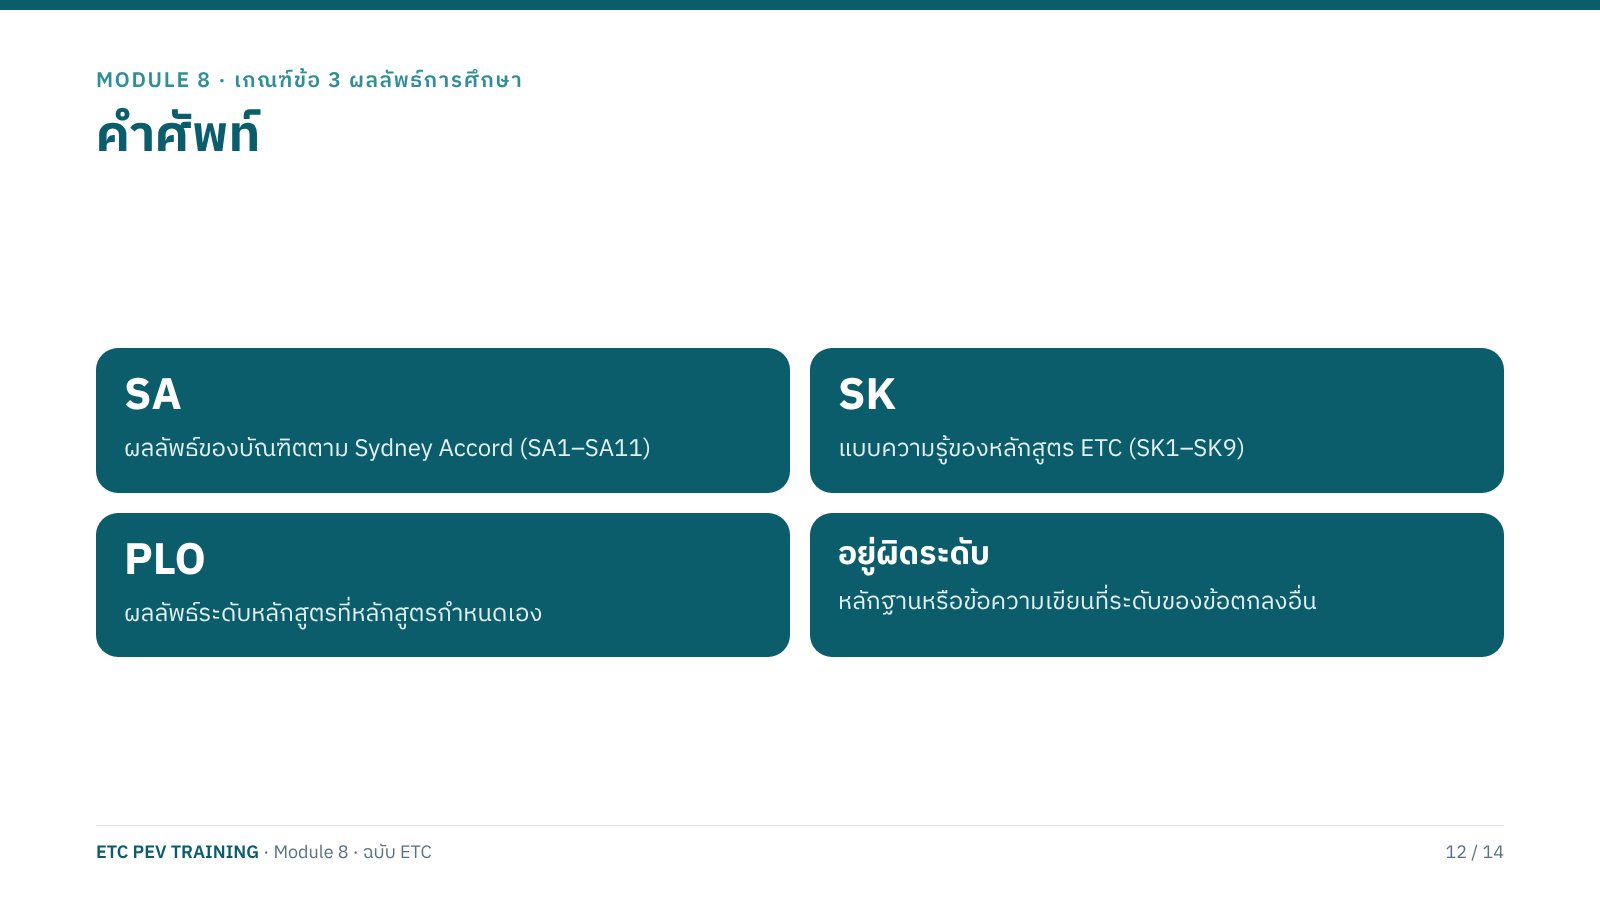 MODULE 8 · เกณฑ์ข้อ 3 ผลลัพธ์การศึกษา
คำศัพท์
SA
ผลลัพธ์ของบัณฑิตตาม Sydney Accord (SA1–SA11)
SK
แบบความรู้ของหลักสูตร ETC (SK1–SK9)
PLO
ผลลัพธ์ระดับหลักสูตรที่หลักสูตรกำหนดเอง
อยู่ผิดระดับ
หลักฐานหรือข้อความเขียนที่ระดับของข้อตกลงอื่น
ETC PEV TRAINING · Module 8 · ฉบับ ETC
12 / 14